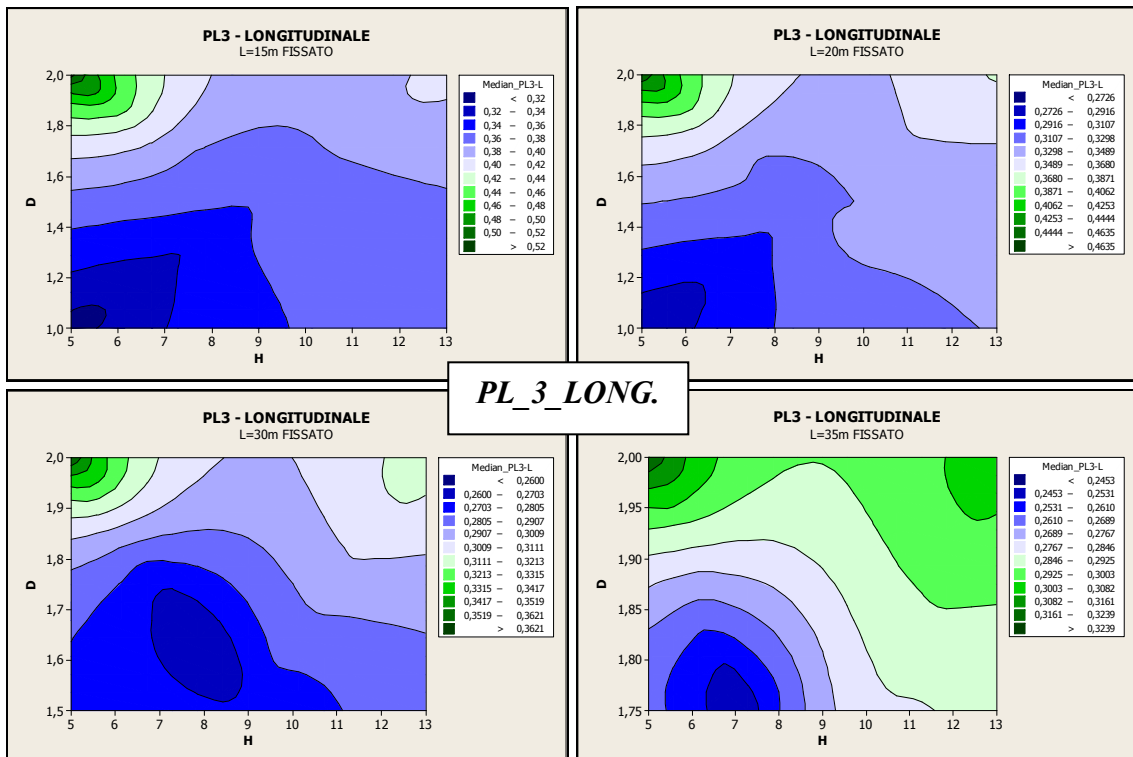 PL3 - LONGITUDINALE
L=15m FISSATO
2,0
1,8
1,6
1,4
1,2
1,0
D
5 6 7 8 9 10 11 12 13
H
Median_PL3-L
< 0,32
0,32 – 0,34
0,34 – 0,36
0,36 – 0,38
0,38 – 0,40
0,40 – 0,42
0,42 – 0,44
0,44 – 0,46
0,46 – 0,48
0,48 – 0,50
0,50 – 0,52
> 0,52
PL3 - LONGITUDINALE
L=20m FISSATO
2,0
1,8
1,6
1,4
1,2
1,0
D
5 6 7 8 9 10 11 12 13
H
Median_PL3-L
< 0,2726
0,2726 – 0,2916
0,2916 – 0,3107
0,3107 – 0,3298
0,3298 – 0,3489
0,3489 – 0,3680
0,3680 – 0,3871
0,3871 – 0,4062
0,4062 – 0,4253
0,4253 – 0,4444
0,4444 – 0,4635
> 0,4635
PL_3_LONG.
PL3 - LONGITUDINALE
L=30m FISSATO
2,0
1,9
1,8
1,7
1,6
1,5
D
5 6 7 8 9 10 11 12 13
H
Median_PL3-L
< 0,2600
0,2600 – 0,2703
0,2703 – 0,2805
0,2805 – 0,2907
0,2907 – 0,3009
0,3009 – 0,3111
0,3111 – 0,3213
0,3213 – 0,3315
0,3315 – 0,3417
0,3417 – 0,3519
0,3519 – 0,3621
> 0,3621
PL3 - LONGITUDINALE
L=35m FISSATO
2,00
1,95
1,90
1,85
1,80
1,75
D
5 6 7 8 9 10 11 12 13
H
Median_PL3-L
< 0,2453
0,2453 – 0,2531
0,2531 – 0,2610
0,2610 – 0,2689
0,2689 – 0,2767
0,2767 – 0,2846
0,2846 – 0,2925
0,2925 – 0,3003
0,3003 – 0,3082
0,3082 – 0,3161
0,3161 – 0,3239
> 0,3239